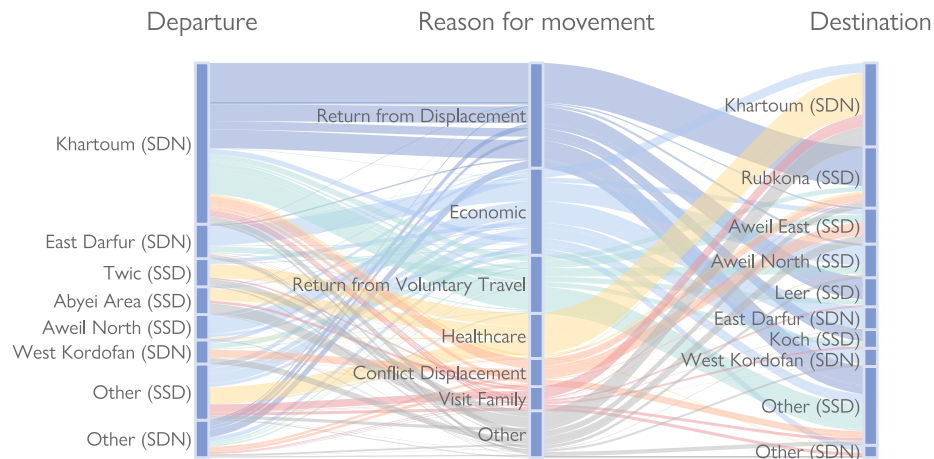 Departure
Reason for movement
Destination
Khartoum (SDN)
East Darfur (SDN)
Twic (SSD)
Abyei Area (SSD)
Aweil North (SSD)
West Kordofan (SDN)
Other (SSD)
Other (SDN)
Return from Displacement
Economic
Return from Voluntary Travel
Healthcare
Conflict Displacement
Visit Family
Other
Khartoum (SDN)
Rubkona (SSD)
Aweil East (SSD)
Aweil North (SSD)
Leer (SSD)
East Darfur (SDN)
Koch (SSD)
West Kordofan (SDN)
Other (SSD)
Other (SDN)